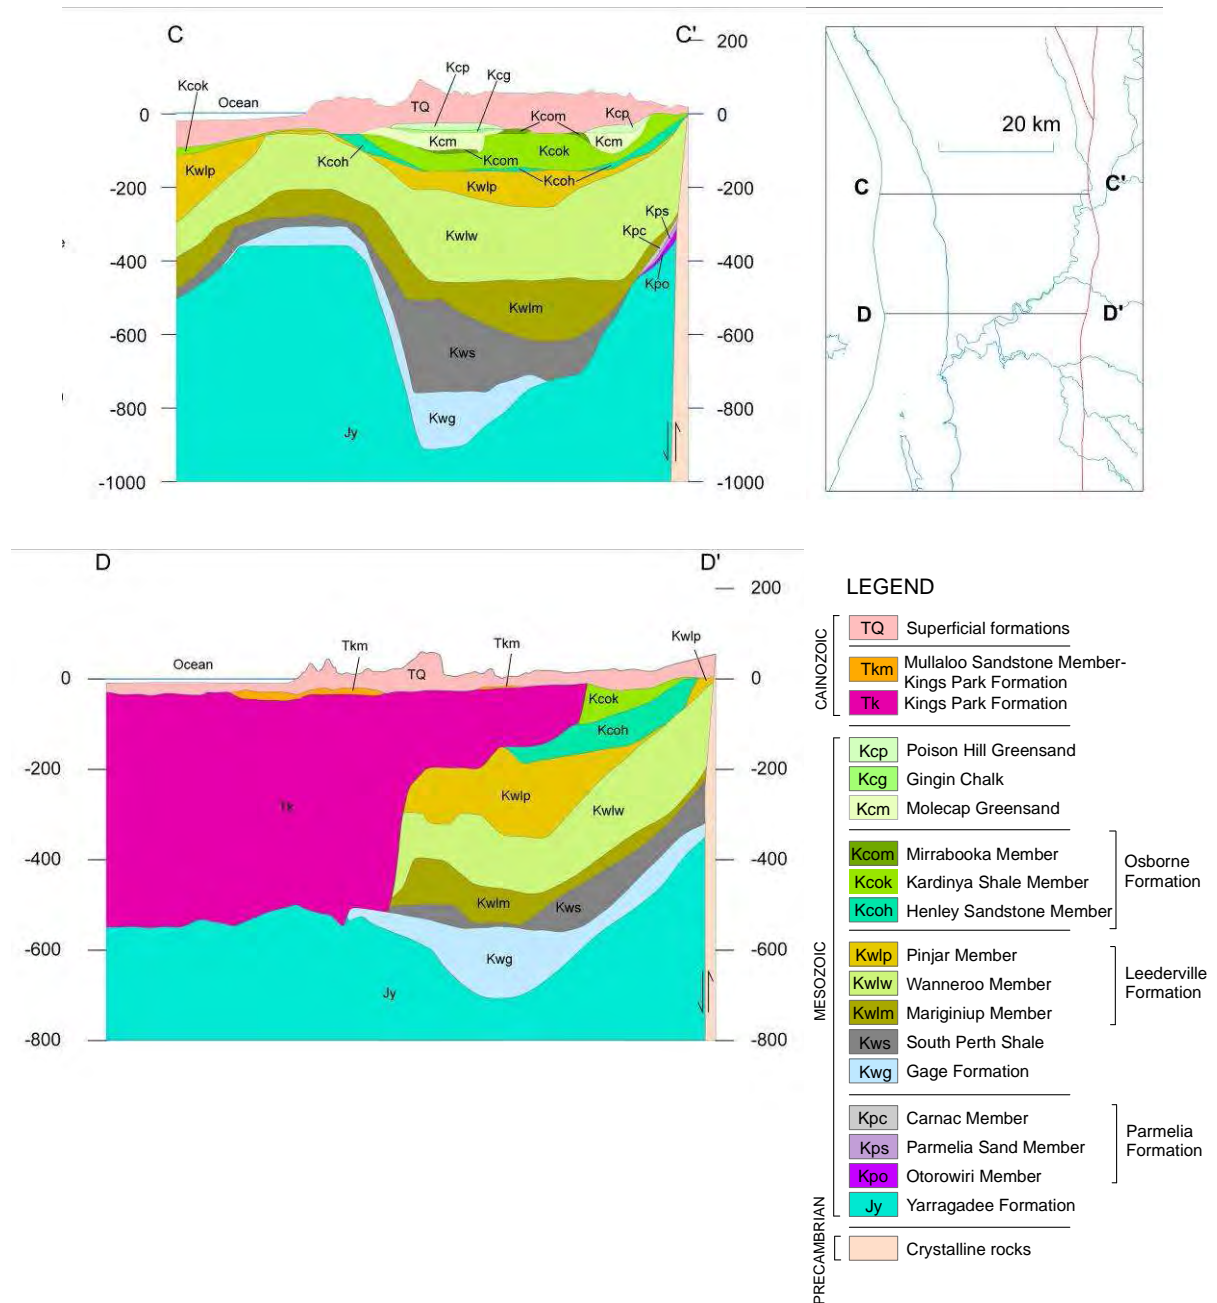 C
C'
200
Kcp
Kcg
Kcok
Ocean
TQ
Kcom
Kcp
0
0
Kcm
Kcm
Kcoh
Kcom
Kcok
Kcoh
Kwlp
Kwlp
-200
-200
Kps
Kwlw
Kpc
-400
-400
Kpo
Kwlm
-600
-600
Kws
-800
-800
Kwg
Jy
-1000
-1000
20 km
C
C'
D
D'
D
D'
200
Kwlp
Tkm
Tkm
Ocean
TQ
0
0
Kcok
Kcoh
-200
-200
Kwlp
Tk
Kwlw
-400
-400
Kwlm
Kws
-600
-600
Kwg
Jy
-800
-800
LEGEND
CAINOZOIC
TQ Superficial formations
Tkm Mullaloo Sandstone Member-
Kings Park Formation
Tk Kings Park Formation
MESOZOIC
Kcp Poison Hill Greensand
Kcg Gingin Chalk
Kcm Molecap Greensand
Kcom Mirrabooka Member
Kcok Kardinya Shale Member
Kcoh Henley Sandstone Member
Osborne
Formation
Kwlp Pinjar Member
Kwlw Wanneroo Member
Kwlm Mariginiup Member
Leederville
Formation
Kws South Perth Shale
Kwg Gage Formation
Kpc Carnac Member
Kps Parmelia Sand Member
Kpo Otorowiri Member
Parmelia
Formation
Jy Yarragadee Formation
PRECAMBRIAN
Crystalline rocks